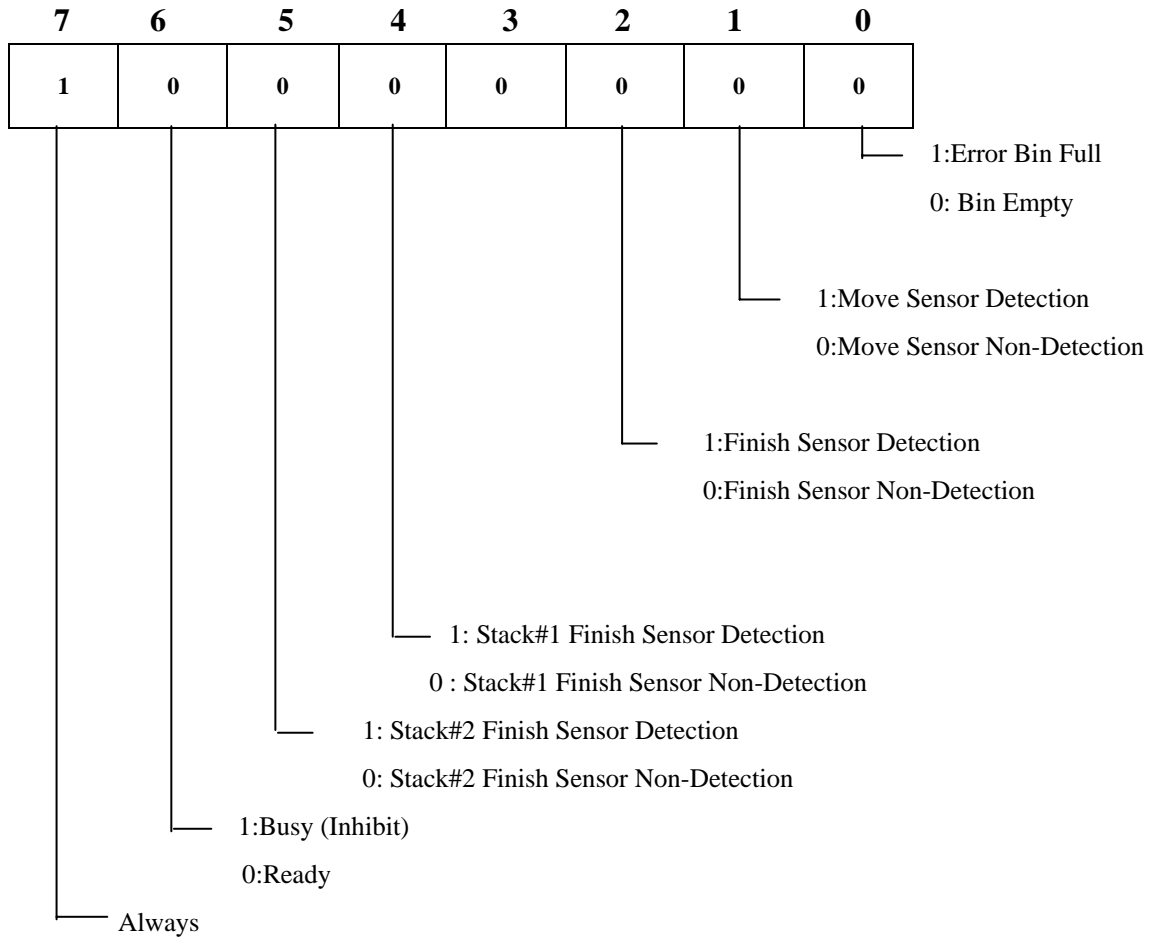 7 6 5 4 3 2 1 0
1 0 0 0 0 0 0 0
1:Error Bin Full
0: Bin Empty
1:Move Sensor Detection
0:Move Sensor Non-Detection
1:Finish Sensor Detection
0:Finish Sensor Non-Detection
1: Stack#1 Finish Sensor Detection
0 : Stack#1 Finish Sensor Non-Detection
1: Stack#2 Finish Sensor Detection
0: Stack#2 Finish Sensor Non-Detection
1:Busy (Inhibit)
0:Ready
Always